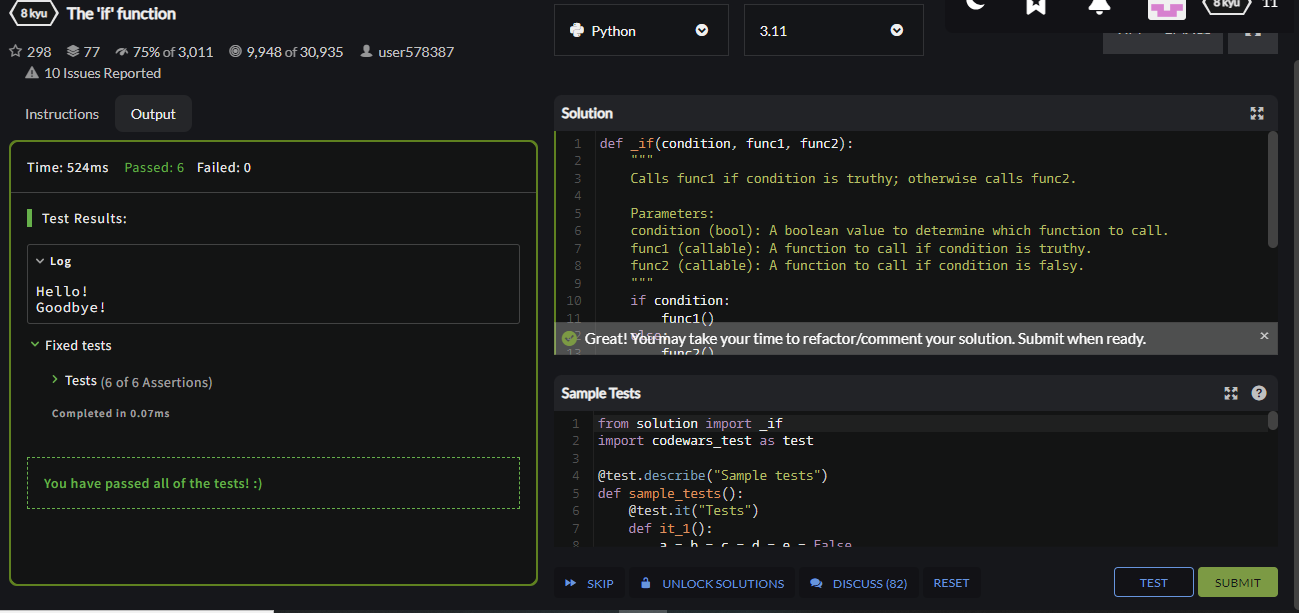 8 kyu The 'if' function
298 77 75% of 3,011 9,948 of 30,935 user578387
10 Issues Reported
Instructions Output
Time: 524ms Passed: 6 Failed: 0
Test Results:
Log
Hello!
Goodbye!
Fixed tests
Tests (6 of 6 Assertions)
Completed in 0.07ms
You have passed all of the tests! :)
Python 3.11
8 kyu 11
Solution
1 def _if(condition, func1, func2):
2 """
3 Calls func1 if condition is truthy; otherwise calls func2.
4
5 Parameters:
6 condition (bool): A boolean value to determine which function to call.
7 func1 (callable): A function to call if condition is truthy.
8 func2 (callable): A function to call if condition is falsy.
9 """
10 if condition:
11 func1()
12 else:
Great! You may take your time to refactor/comment your solution. Submit when ready.
13 func2()
Sample Tests
1 from solution import _if
2 import codewars_test as test
3
4 @test.describe("Sample tests")
5 def sample_tests():
6 @test.it("Tests")
7 def it_1():
8 a = b = c = d = e = False
SKIP UNLOCK SOLUTIONS DISCUSS (82) RESET TEST SUBMIT